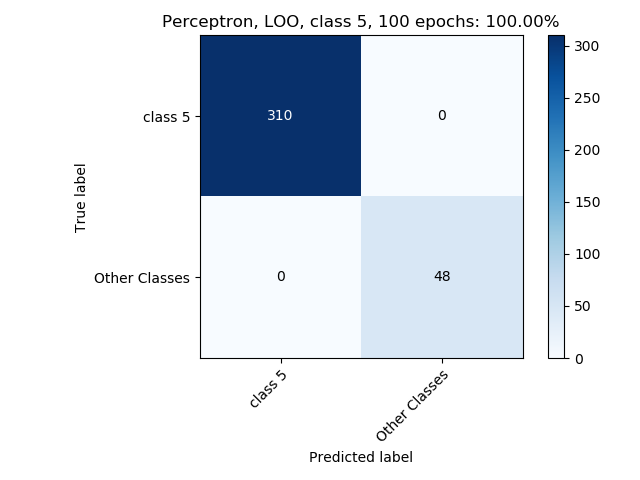 Perceptron, LOO, class 5, 100 epochs: 100.00%
True label
class 5
310
0
Other Classes
0
48
class 5
Other Classes
Predicted label
300
250
200
150
100
50
0